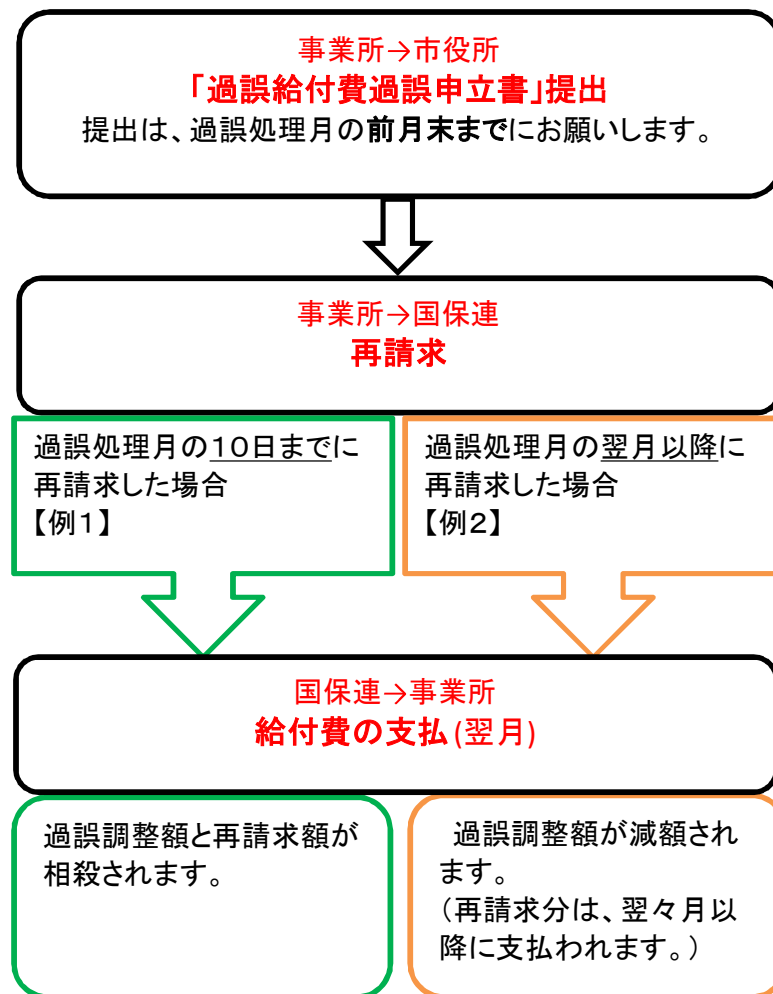 事業所→市役所
「過誤給付費過誤申立書」提出
提出は、過誤処理月の前月末までにお願いします。
事業所→国保連
再請求
過誤処理月の10日までに
再請求した場合
【例1】
過誤処理月の翌月以降に
再請求した場合
【例2】
国保連→事業所
給付費の支払(翌月)
過誤調整額と再請求額が
相殺されます。
過誤調整額が減額され
ます。
(再請求分は、翌々月以
降に支払われます。)